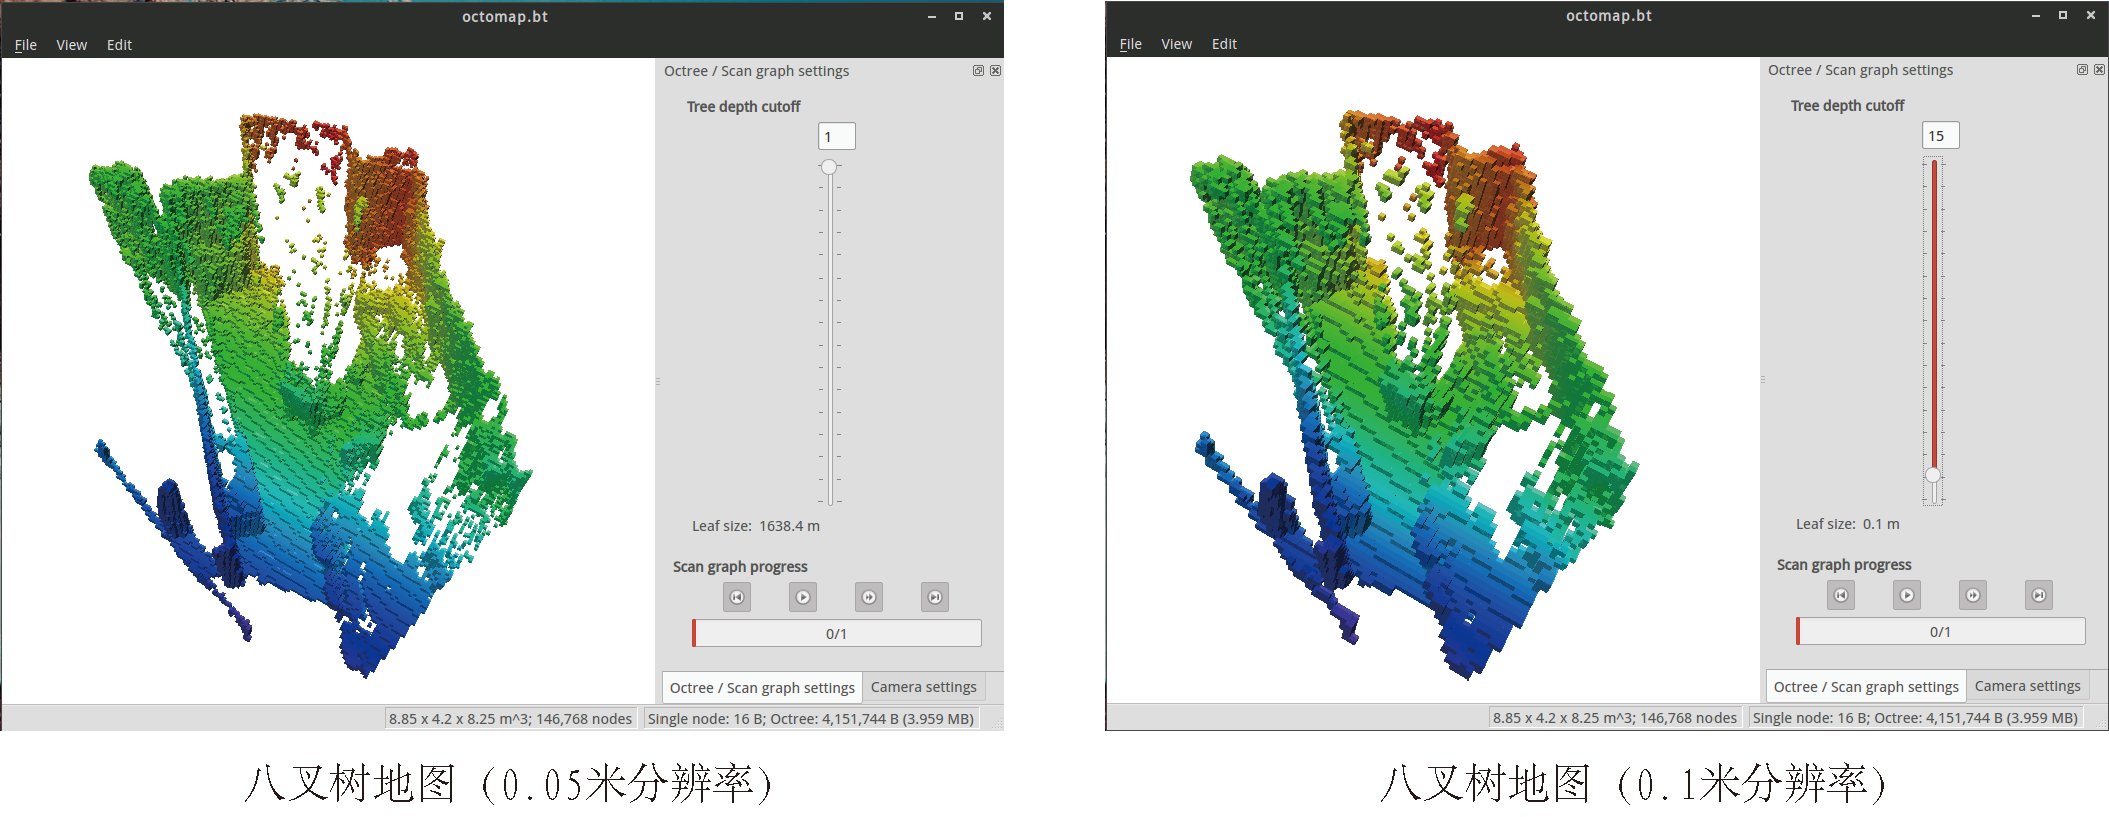 octomap.bt
File View Edit
Octree / Scan graph settings
Tree depth cutoff
1
Leaf size: 1638.4 m
Scan graph progress
0/1
Octree / Scan graph settings Camera settings
8.85 x 4.2 x 8.25 m^3; 146,768 nodes Single node: 16 B; Octree: 4,151,744 B (3.959 MB)
八叉树地图 (0.05米分辨率)
octomap.bt
File View Edit
Octree / Scan graph settings
Tree depth cutoff
15
Leaf size: 0.1 m
Scan graph progress
0/1
Octree / Scan graph settings Camera settings
8.85 x 4.2 x 8.25 m^3; 146,768 nodes Single node: 16 B; Octree: 4,151,744 B (3.959 MB)
八叉树地图 (0.1米分辨率)